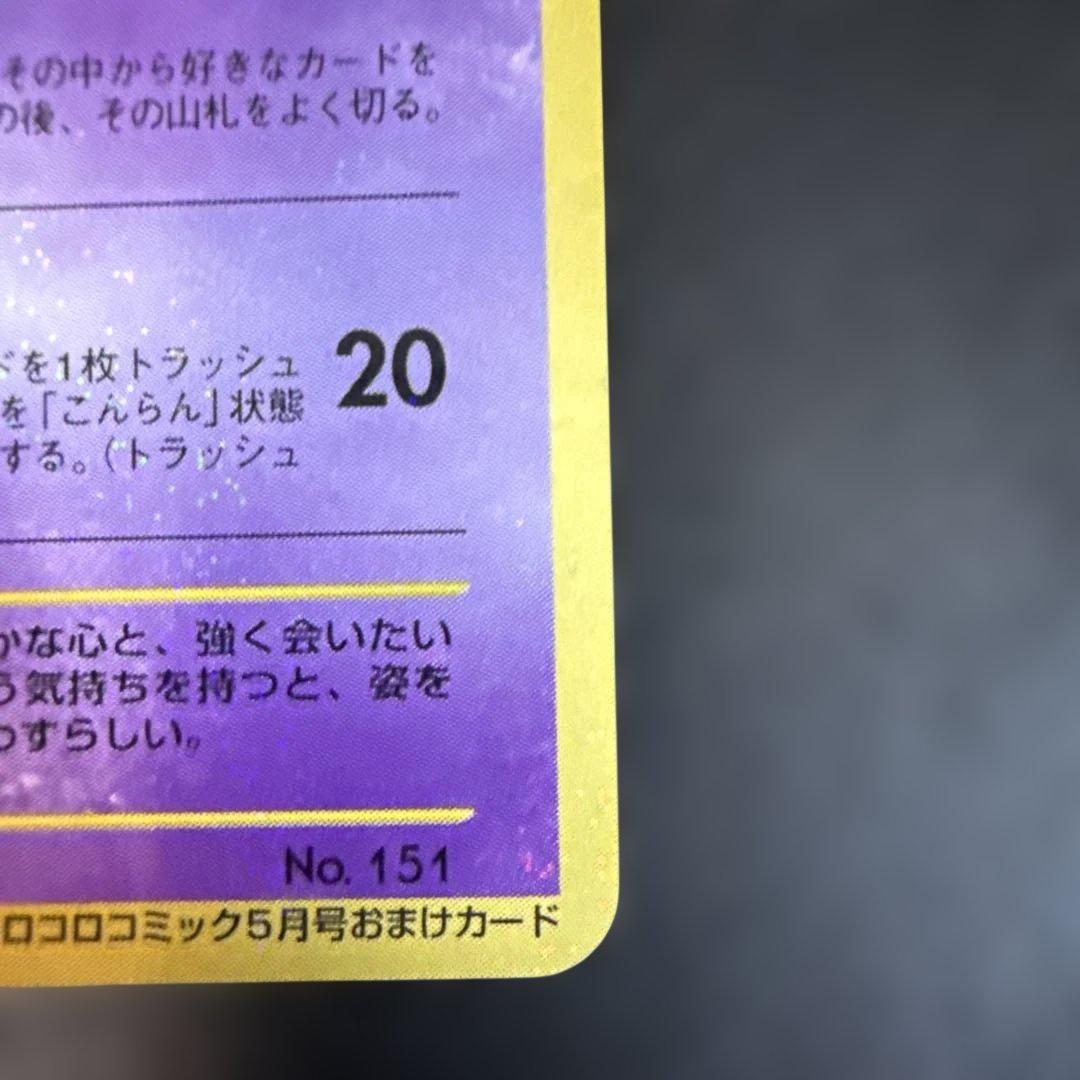 その中から好きなカードを
の後、その山札をよく切る。
ドを1枚トラッシュ
を「こんらん」状態
する。(トラッシュ
20
かな心と、強く会いたい
う気持ちを持つと、姿を
わすらしい。
No. 151
ロコロコミック5月号おまけカード